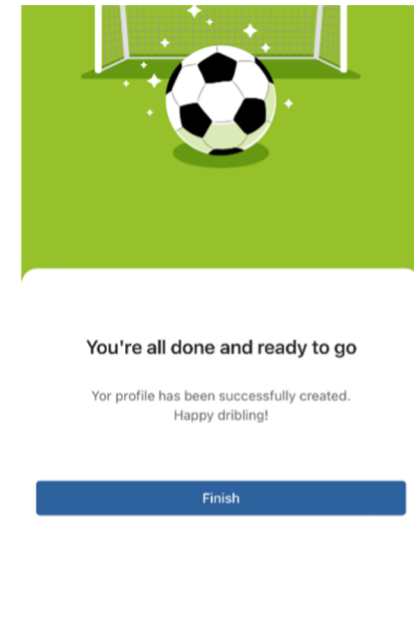 You're all done and ready to go
Yor profile has been successfully created.
Happy dribling!
Finish